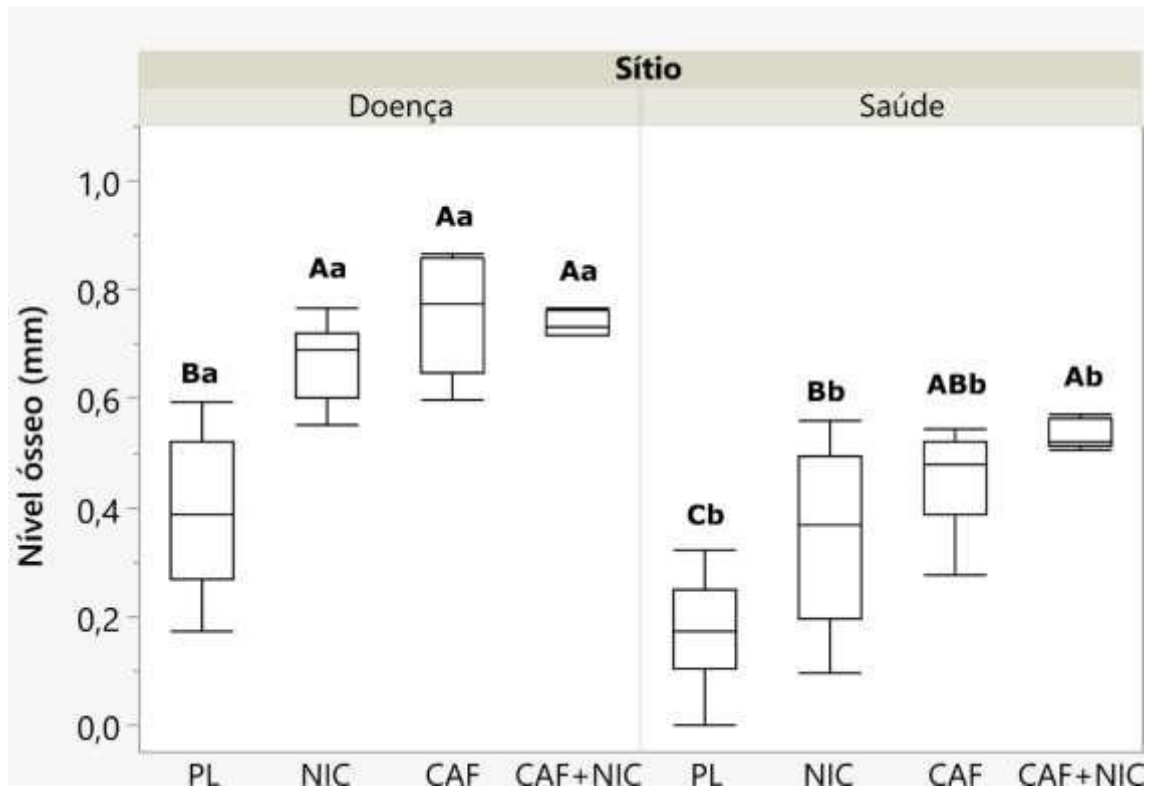 Sítio
Doença Saúde
Nível ósseo (mm)
1,0
0,8
0,6
0,4
0,2
0,0
Ba
Aa
Aa
Aa
Cb
Bb
ABb
Ab
PL NIC CAF CAF+NIC PL NIC CAF CAF+NIC